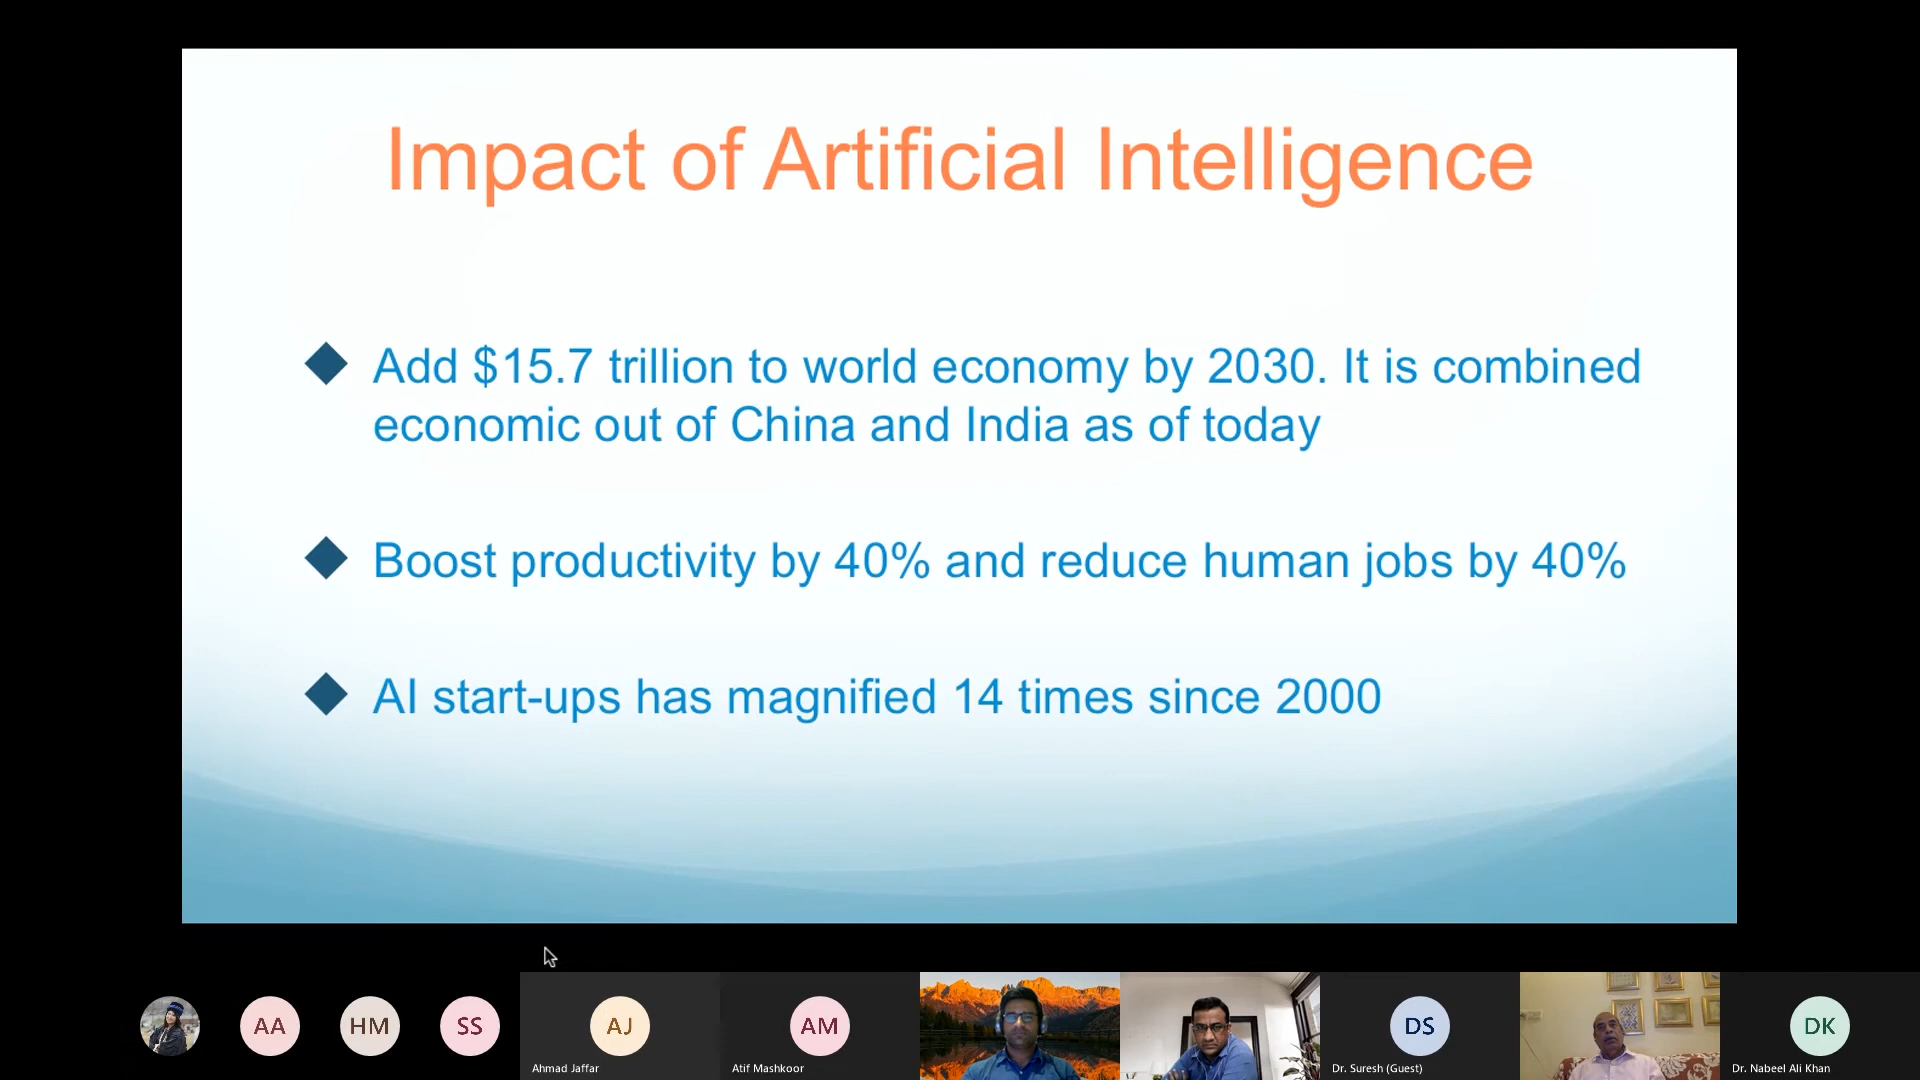 Impact of Artificial Intelligence
Add $15.7 trillion to world economy by 2030. It is combined
economic out of China and India as of today
Boost productivity by 40% and reduce human jobs by 40%
AI start-ups has magnified 14 times since 2000
AA
HM
SS
AJ
AM
DS
DK
Ahmad Jaffar
Atif Mashkoor
Dr. Suresh (Guest)
Dr. Nabeel Ali Khan